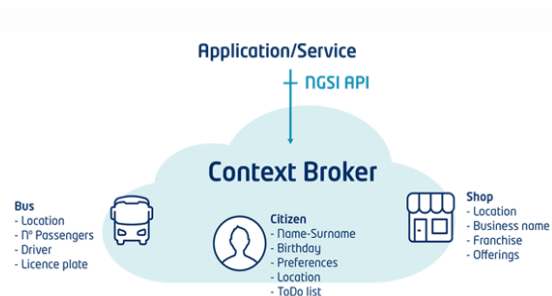 Application/Service
NGSI API
Context Broker
Bus
- Location
- Nº Passengers
- Driver
- Licence plate
Citizen
- Name-Surname
- Birthday
- Preferences
- Location
- ToDo list
Shop
- Location
- Business name
- Franchise
- Offerings